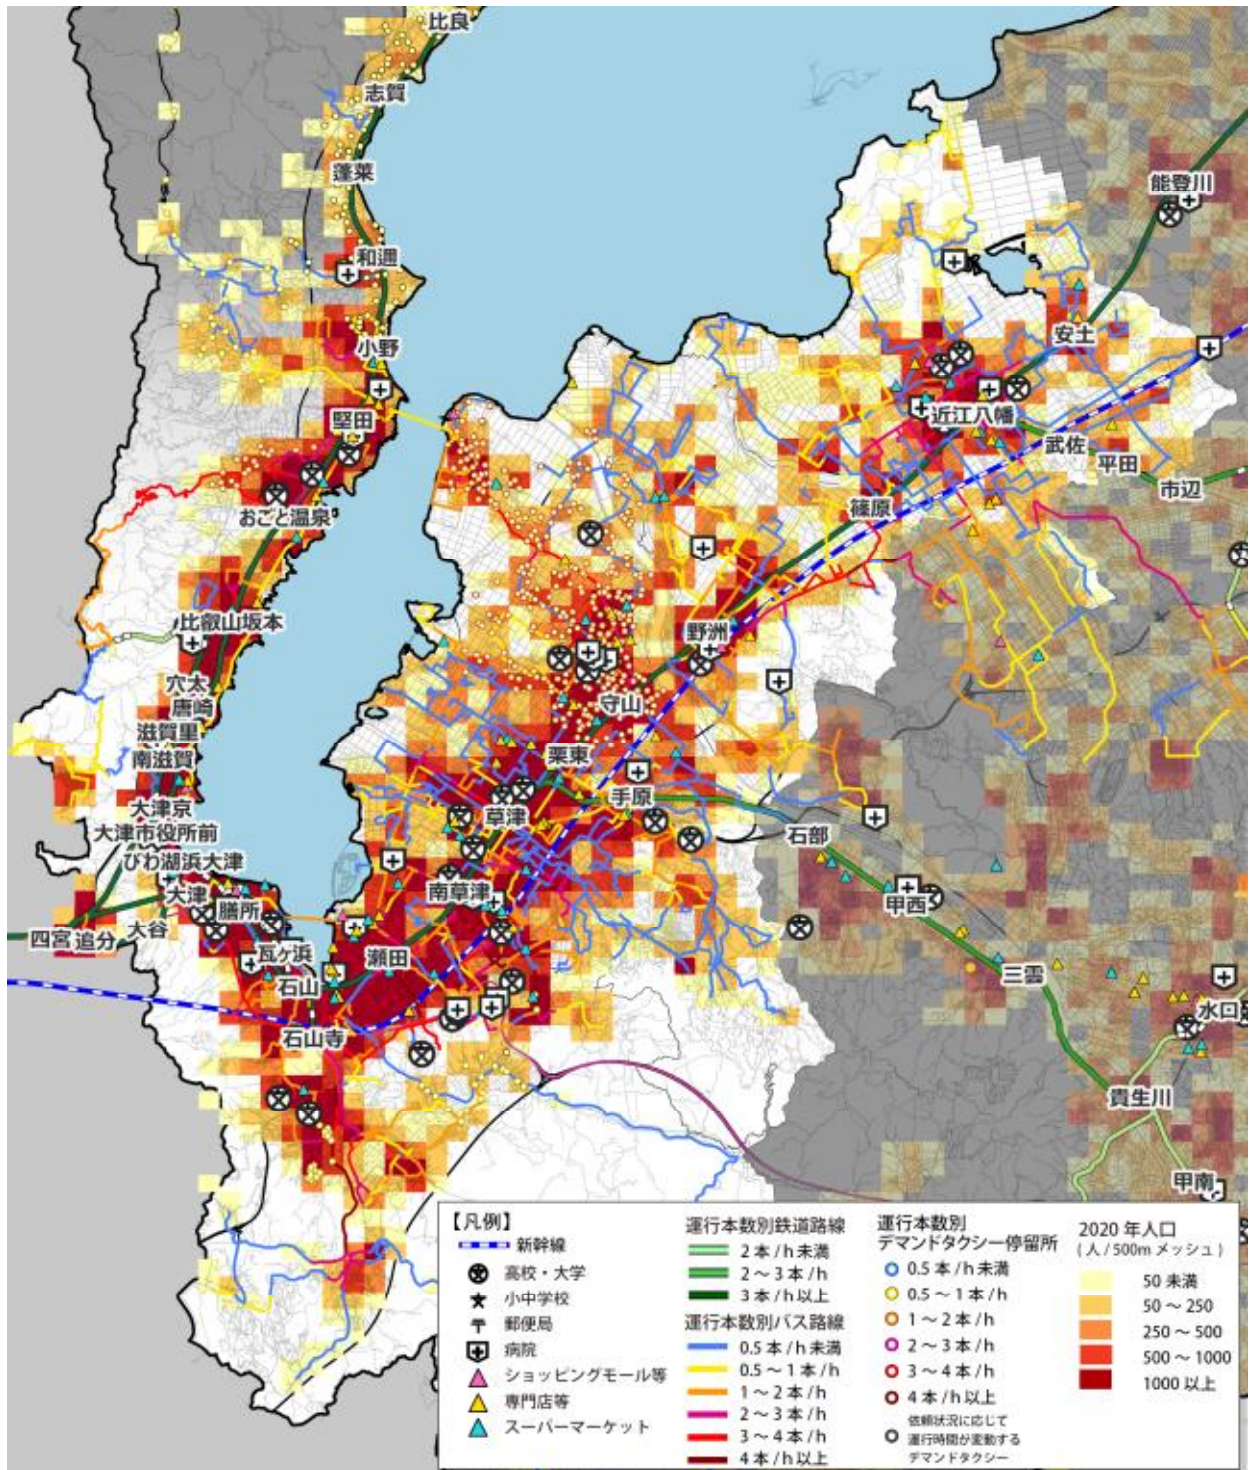 比良
志賀
蓬莱
能登川
和邇
安土
小野
堅田
近江八幡
武佐
平田
市辺
篠原
おごと温泉
比叡山坂本
野洲
穴太
唐崎
守山
滋賀里
南滋賀
栗東
手原
大津京
草津
大津市役所前
石部
びわ湖浜大津
大津
南草津
甲西
膳所
四宮
追分
大谷
瓦ヶ浜
瀬田
石山
三雲
水口
石山寺
貴生川
甲南
【凡例】
新幹線
高校・大学
小中学校
郵便局
病院
ショッピングモール等
専門店等
スーパーマーケット
運行本数別鉄道路線
2本/h未満
2～3本/h
3本/h以上
運行本数別バス路線
0.5本/h未満
0.5～1本/h
1～2本/h
2～3本/h
3～4本/h
4本/h以上
運行本数別
デマンドタクシー停留所
0.5本/h未満
0.5～1本/h
1～2本/h
2～3本/h
3～4本/h
4本/h以上
依頼状況に応じて
運行時間が変動する
デマンドタクシー
2020年人口
(人/500mメッシュ)
50未満
50～250
250～500
500～1000
1000以上